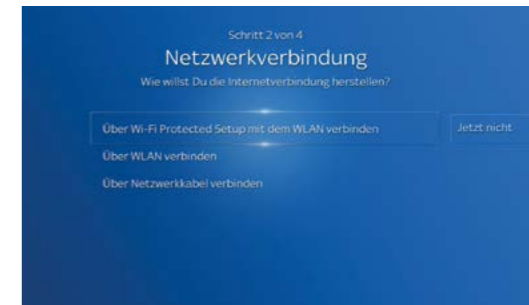 Schritt 2 von 4
Netzwerkverbindung
Wie willst Du die Internetverbindung herstellen?
Über Wi-Fi Protected Setup mit dem WLAN verbinden
Jetzt nicht
Über WLAN verbinden
Über Netzwerkkabel verbinden